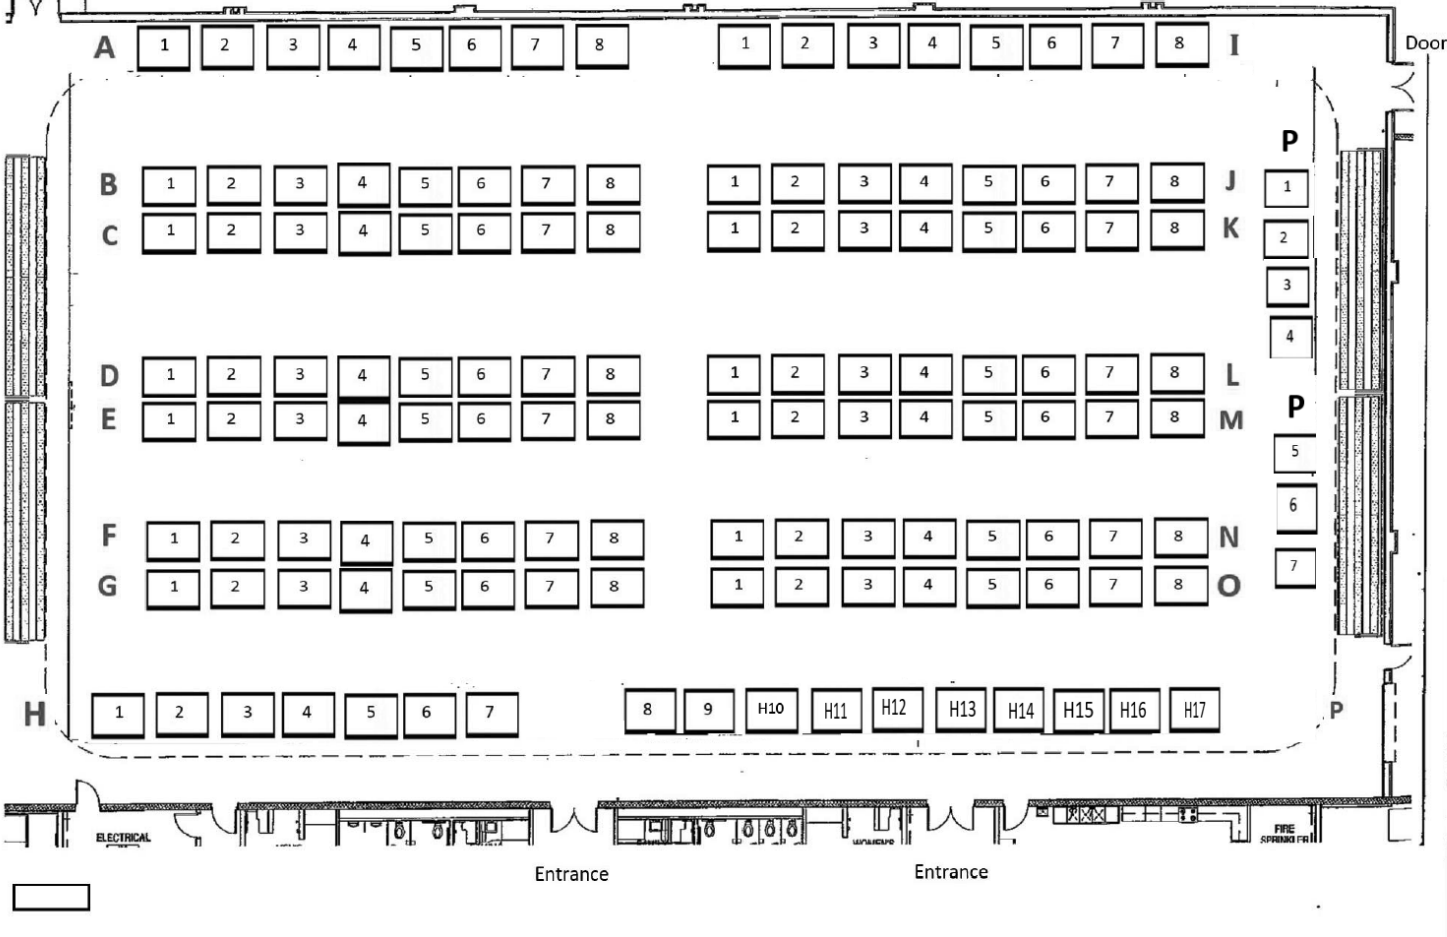 Door
A 1 2 3 4 5 6 7 8 1 2 3 4 5 6 7 8 I
P
B 1 2 3 4 5 6 7 8 1 2 3 4 5 6 7 8 J
1
C 1 2 3 4 5 6 7 8 1 2 3 4 5 6 7 8 K
2
3
4
D 1 2 3 4 5 6 7 8 1 2 3 4 5 6 7 8 L
P
E 1 2 3 4 5 6 7 8 1 2 3 4 5 6 7 8 M
5
6
F 1 2 3 4 5 6 7 8 1 2 3 4 5 6 7 8 N
7
G 1 2 3 4 5 6 7 8 1 2 3 4 5 6 7 8 O
H 1 2 3 4 5 6 7 8 9 H10 H11 H12 H13 H14 H15 H16 H17 P
ELECTRICAL
WOMEN'S
FIRE
SPRINKLER
Entrance Entrance